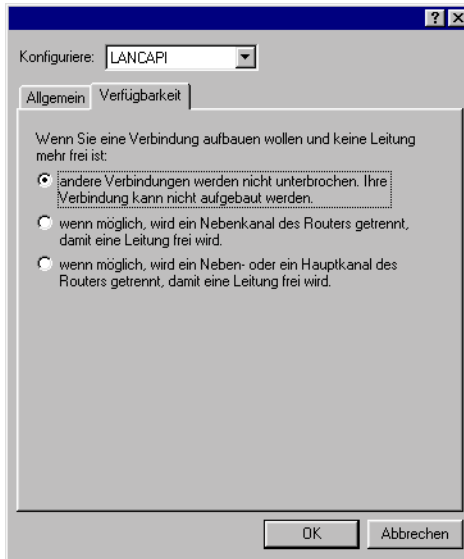 Konfiguriere: LANCAPI
Allgemein Verfügbarkeit
Wenn Sie eine Verbindung aufbauen wollen und keine Leitung
mehr frei ist:
andere Verbindungen werden nicht unterbrochen. Ihre
Verbindung kann nicht aufgebaut werden.
wenn möglich, wird ein Nebenkanal des Routers getrennt,
damit eine Leitung frei wird.
wenn möglich, wird ein Neben- oder ein Hauptkanal des
Routers getrennt, damit eine Leitung frei wird.
OK Abbrechen